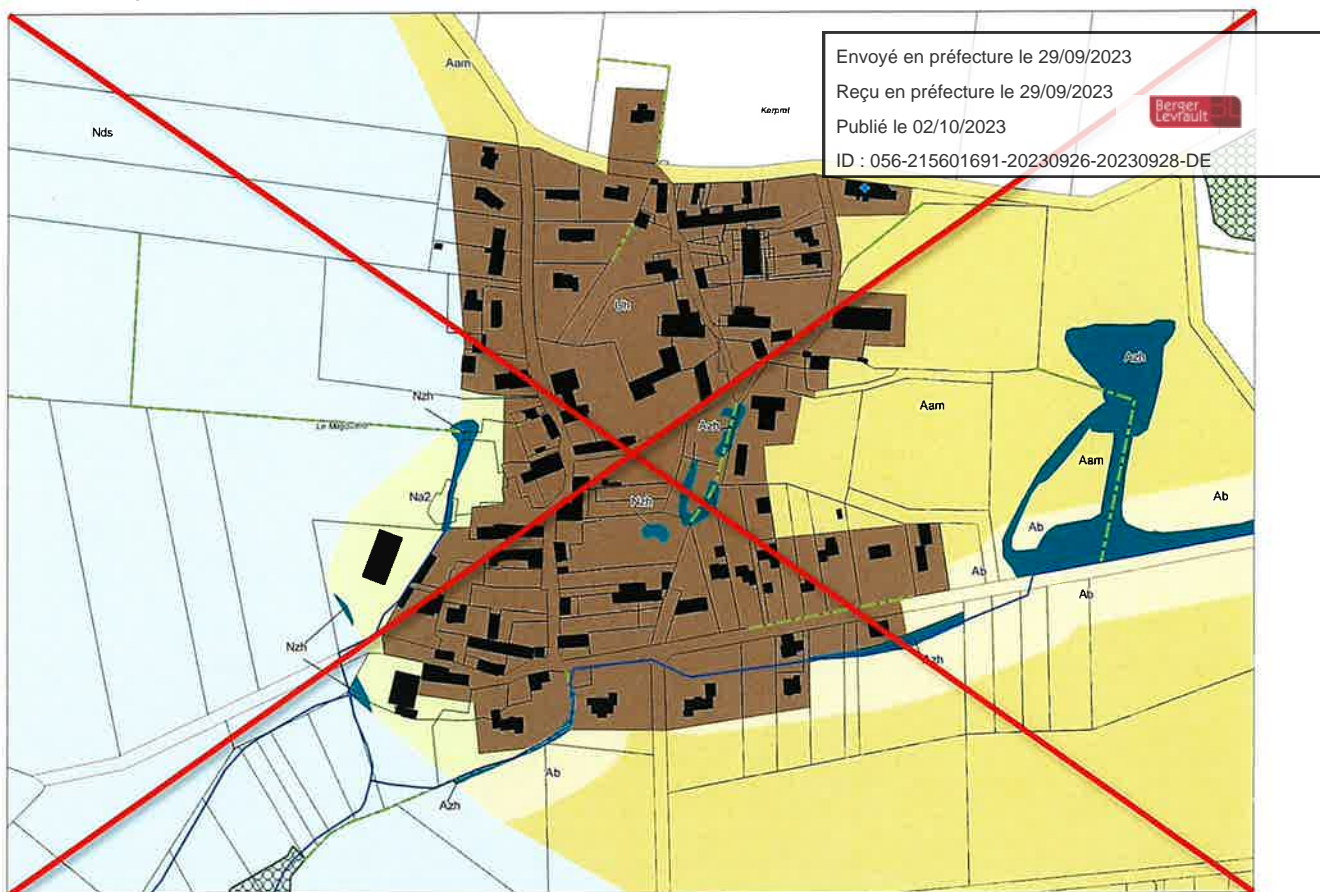 Envoyé en préfecture le 29/09/2023
Reçu en préfecture le 29/09/2023
Publié le 02/10/2023
ID : 056-215601691-20230926-20230928-DE
Berger
Levrault
Aam
Nds
Uh
Azh
Nzh
Aam
Azh
Aam
Na2
Nzh
Ab
Ab
Ab
Ab
Nzh
Azh
Ab
Azh